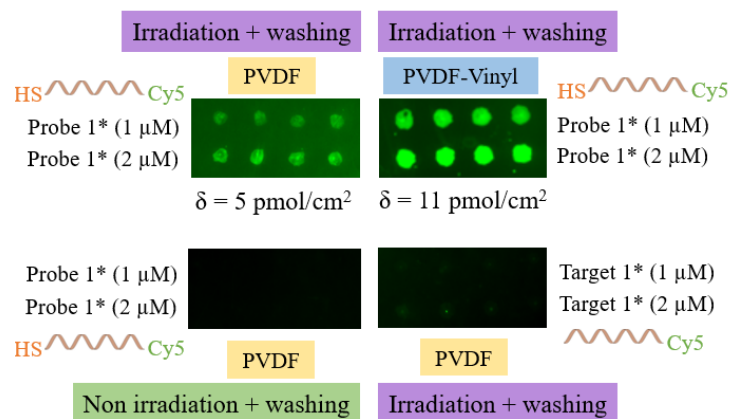 Irradiation + washing
Irradiation + washing
PVDF
PVDF-Vinyl
HS Cy5
HS Cy5
Probe 1* (1 µM)
Probe 1* (2 µM)
Probe 1* (1 µM)
Probe 1* (2 µM)
δ = 5 pmol/cm²
δ = 11 pmol/cm²
Probe 1* (1 µM)
Probe 1* (2 µM)
Target 1* (1 µM)
Target 1* (2 µM)
HS Cy5
Cy5
PVDF
PVDF
Non irradiation + washing
Irradiation + washing